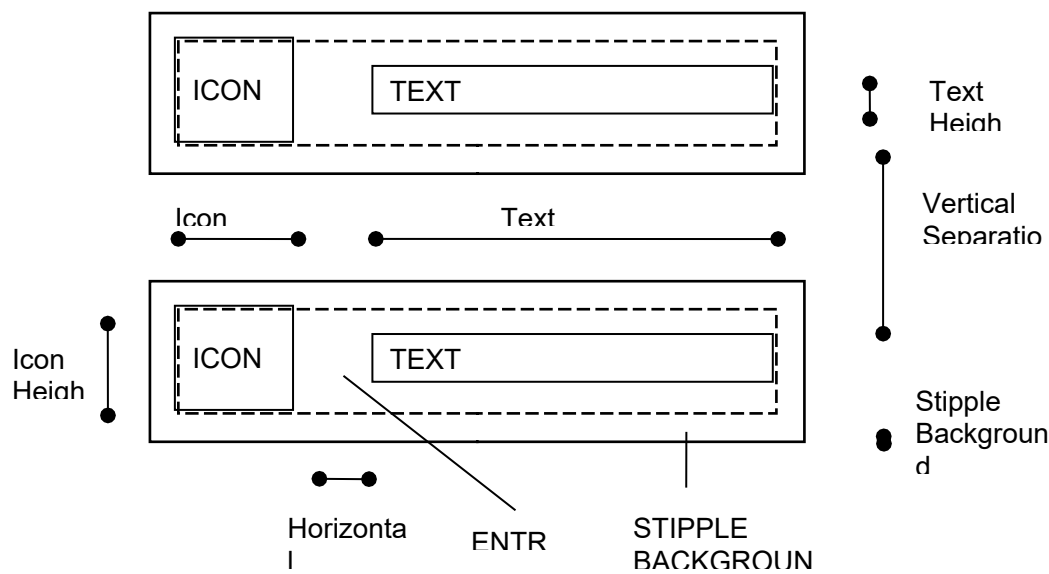 ICON
TEXT
Text
Heigh
Icon
Text
Vertical
Separatio
ICON
TEXT
Icon
Heigh
Stipple
Backgroun
d
Horizonta
l
ENTR
STIPPLE
BACKGROUN